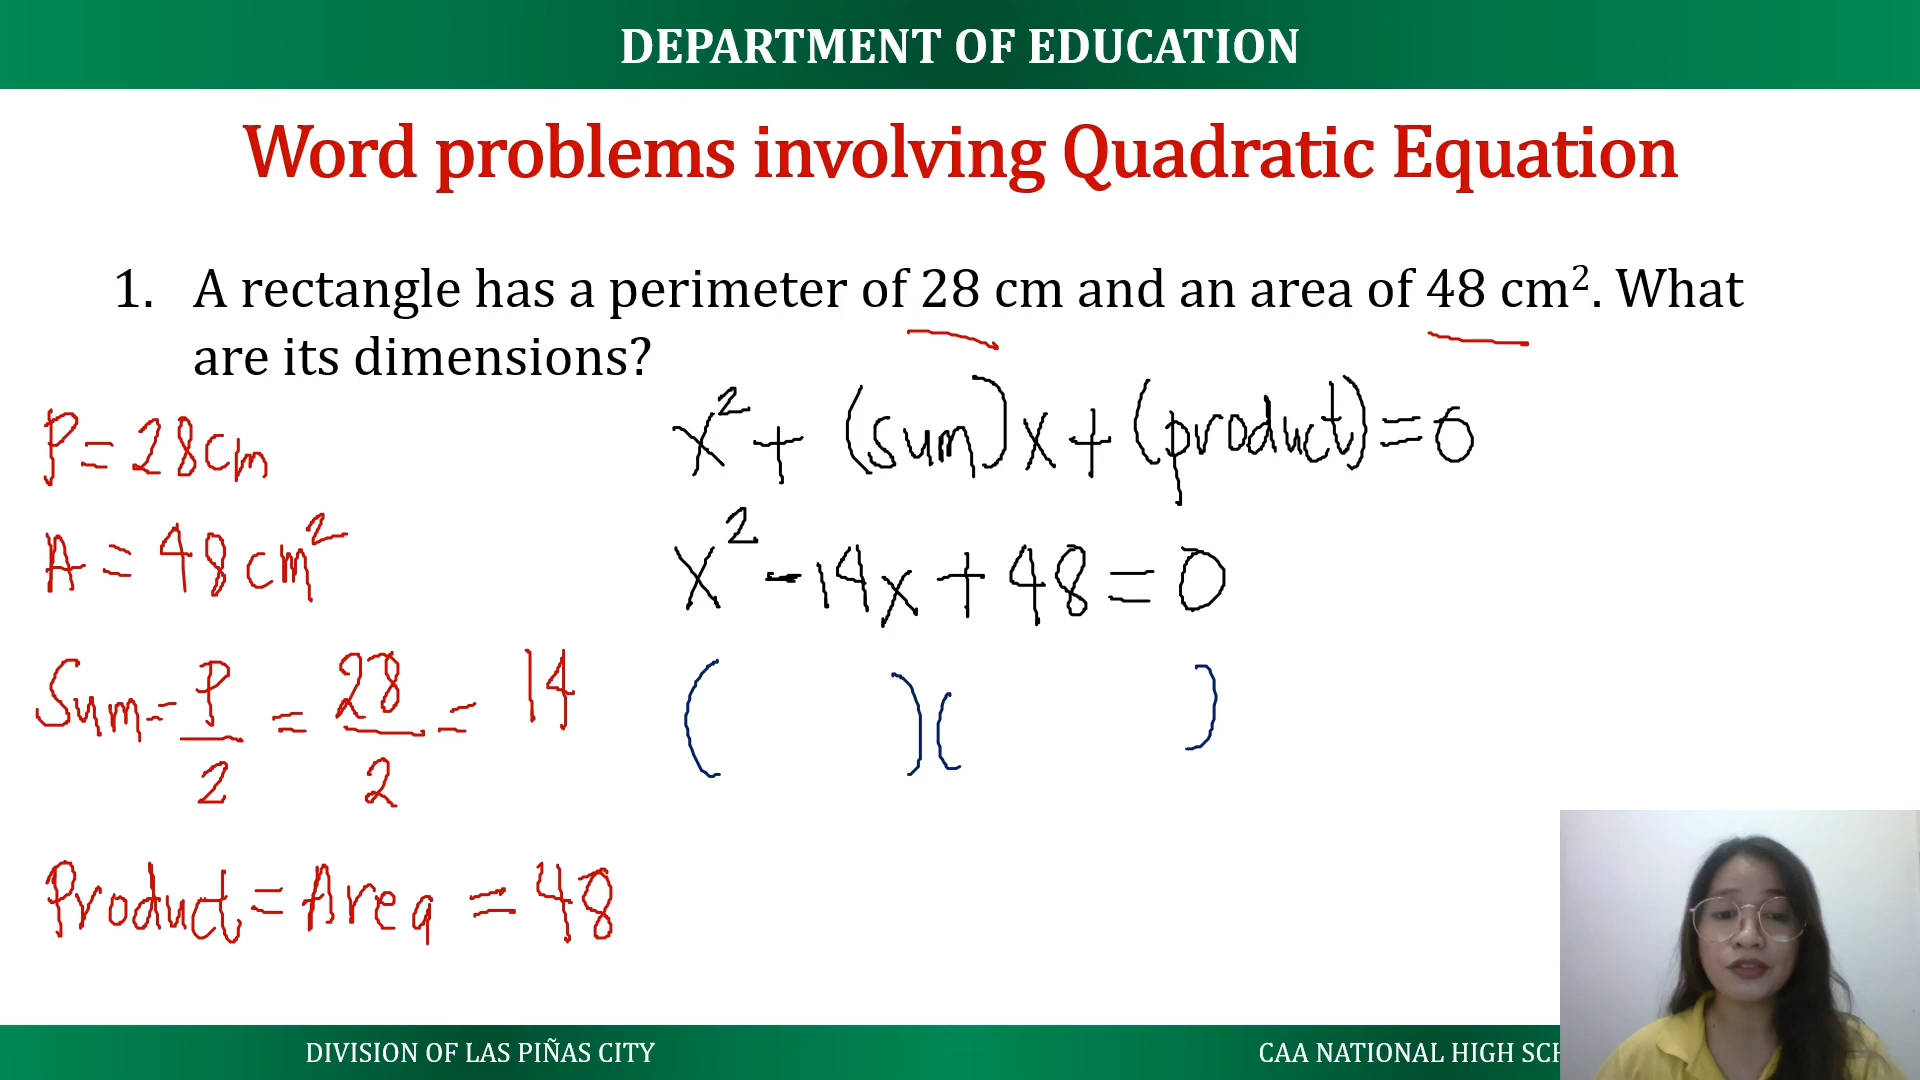 DEPARTMENT OF EDUCATION
Word problems involving Quadratic Equation
1. A rectangle has a perimeter of 28 cm and an area of 48 cm². What
are its dimensions?
P = 28cm
A = 48 cm²
Sum = P/2 = 28/2 = 14
Product = Area = 48
x² + (sum)x + (product) = 0
x² - 14x + 48 = 0
( )( )
DIVISION OF LAS PIÑAS CITY
CAA NATIONAL HIGH SCH